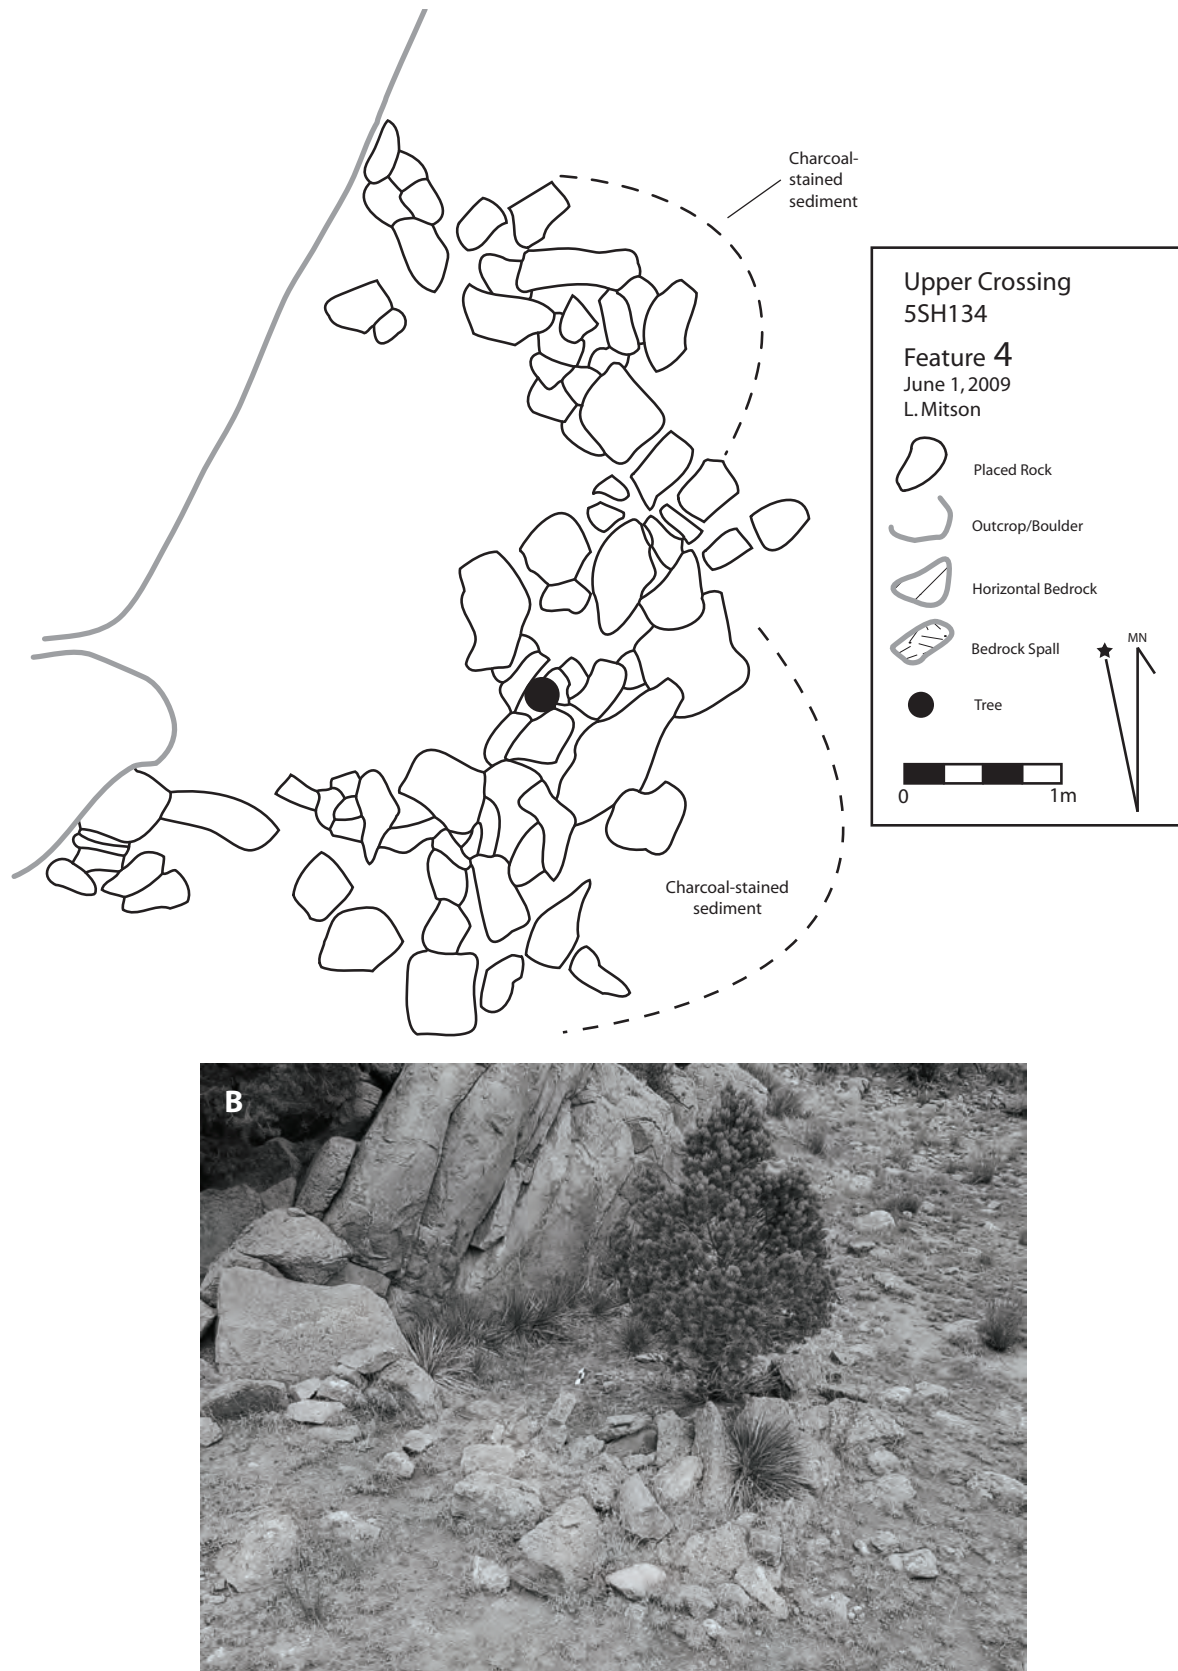 Charcoal-
stained
sediment
Upper Crossing
5SH134
Feature 4
June 1, 2009
L. Mitson
Placed Rock
Outcrop/Boulder
Horizontal Bedrock
Bedrock Spall
MN
Tree
0 1m
Charcoal-stained
sediment
B